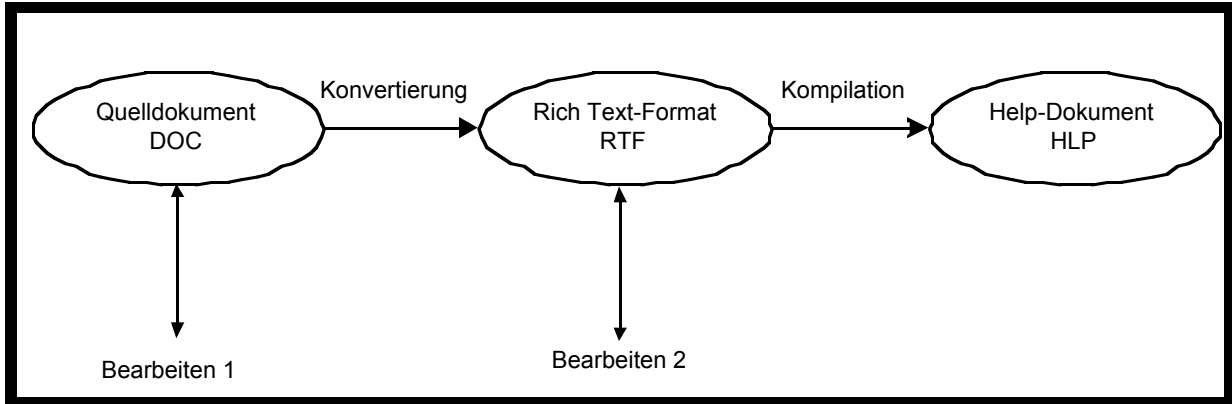 Konvertierung
Kompilation
Quelldokument
DOC
Rich Text-Format
RTF
Help-Dokument
HLP
Bearbeiten 1
Bearbeiten 2